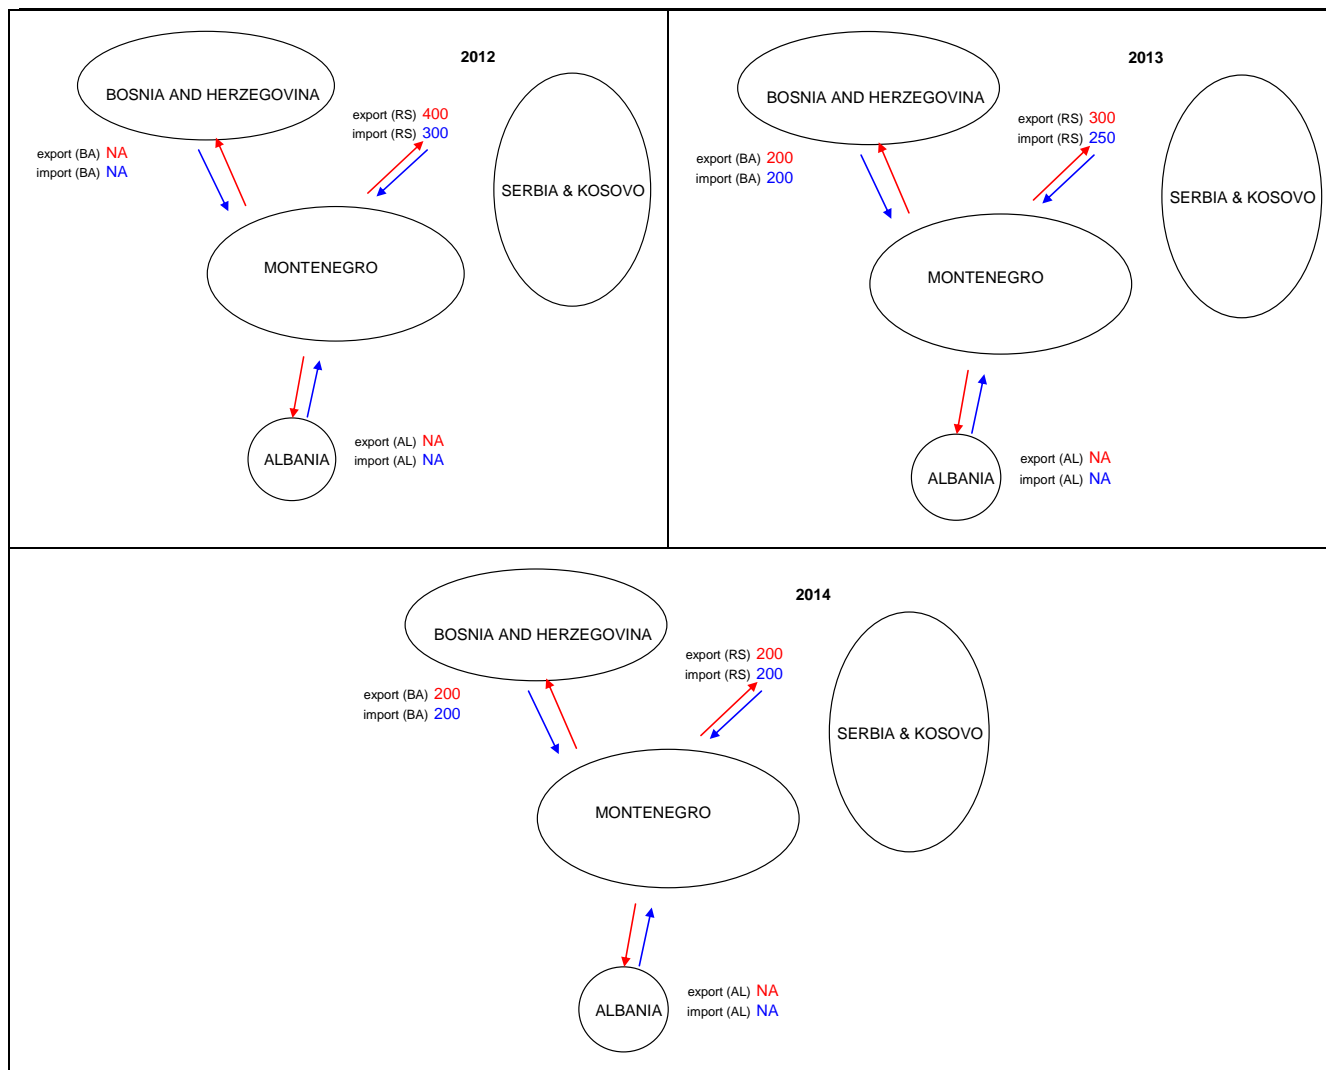 2012
BOSNIA AND HERZEGOVINA
export (RS) 400
import (RS) 300
export (BA) NA
import (BA) NA
SERBIA & KOSOVO
MONTENEGRO
ALBANIA
export (AL) NA
import (AL) NA
2013
BOSNIA AND HERZEGOVINA
export (RS) 300
import (RS) 250
export (BA) 200
import (BA) 200
SERBIA & KOSOVO
MONTENEGRO
ALBANIA
export (AL) NA
import (AL) NA
2014
BOSNIA AND HERZEGOVINA
export (RS) 200
import (RS) 200
export (BA) 200
import (BA) 200
SERBIA & KOSOVO
MONTENEGRO
ALBANIA
export (AL) NA
import (AL) NA